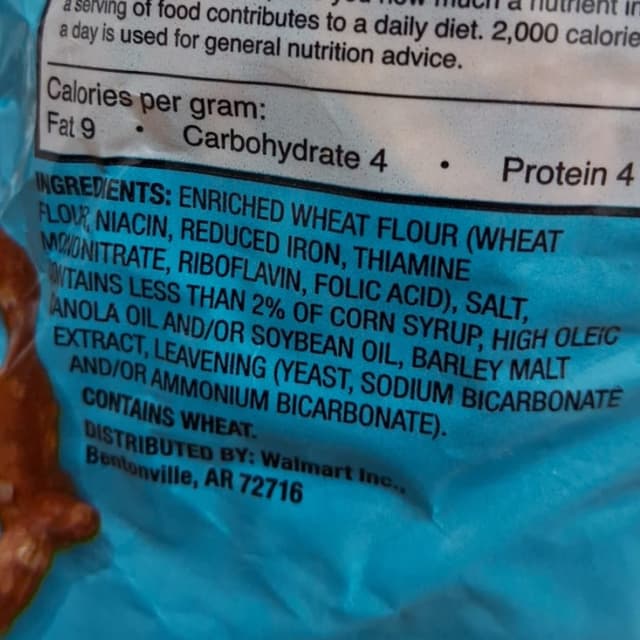 a serving of food contributes to a daily diet. 2,000 calorie
a day is used for general nutrition advice.
Calories per gram:
Fat 9 • Carbohydrate 4 • Protein 4
INGREDIENTS: ENRICHED WHEAT FLOUR (WHEAT
FLOUR, NIACIN, REDUCED IRON, THIAMINE
MONONITRATE, RIBOFLAVIN, FOLIC ACID), SALT,
CONTAINS LESS THAN 2% OF CORN SYRUP, HIGH OLEIC
CANOLA OIL AND/OR SOYBEAN OIL, BARLEY MALT
EXTRACT, LEAVENING (YEAST, SODIUM BICARBONATE
AND/OR AMMONIUM BICARBONATE).
CONTAINS WHEAT.
DISTRIBUTED BY: Walmart Inc.,
Bentonville, AR 72716